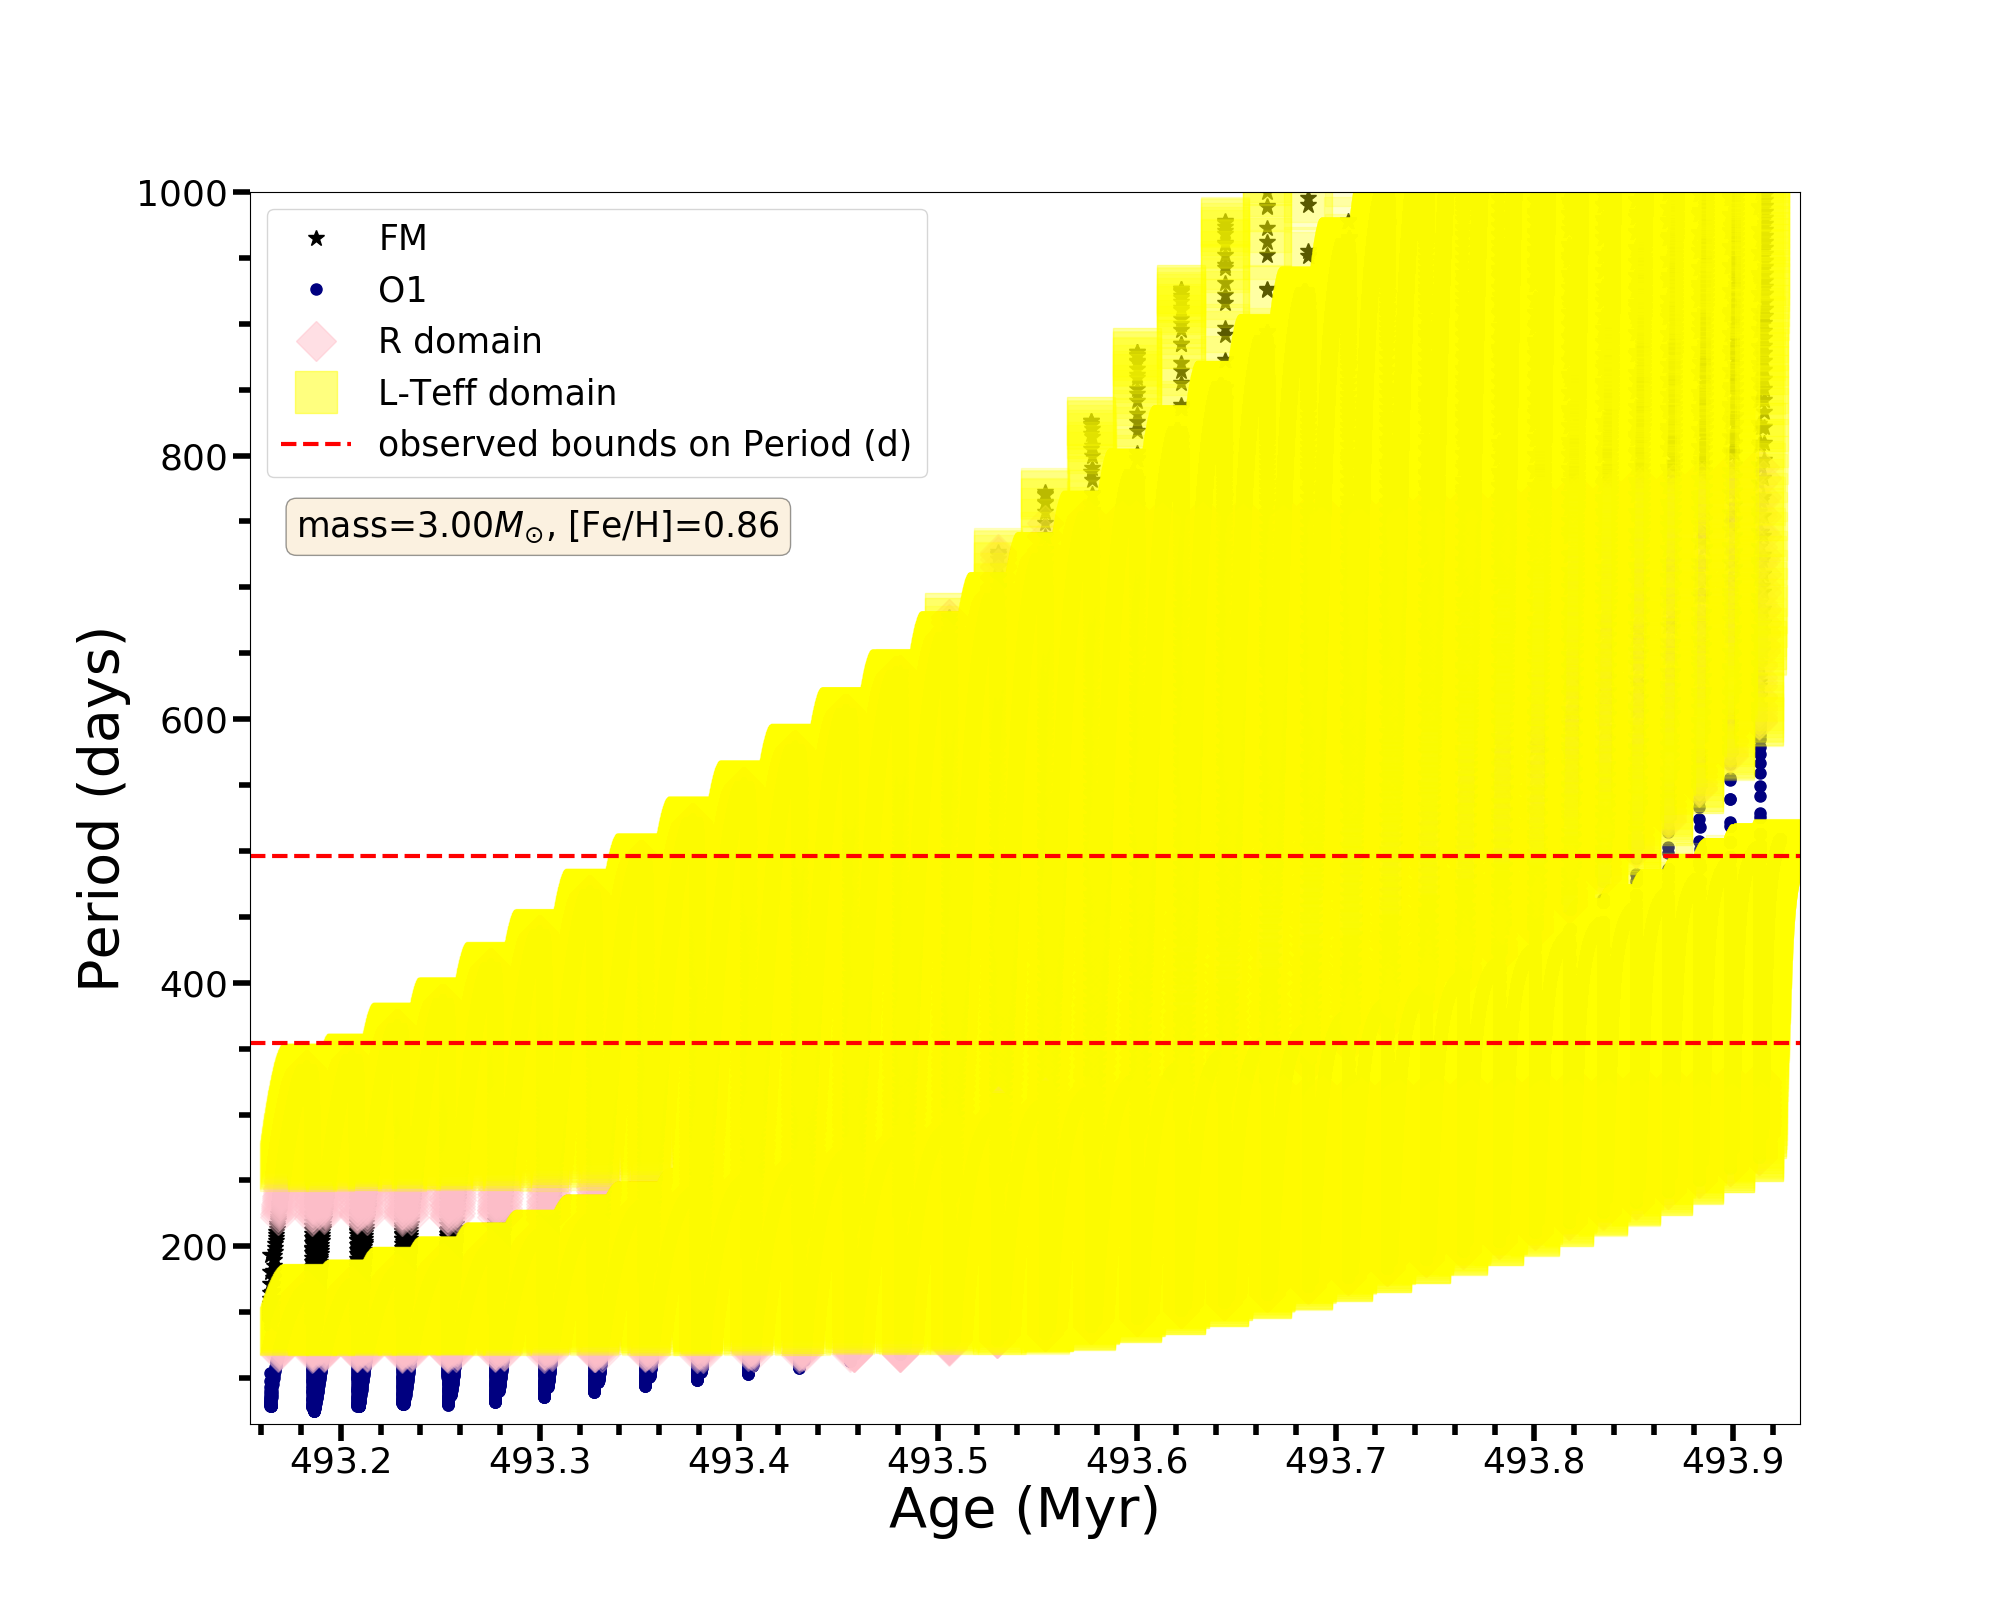 1000
800
600
400
200
Period (days)
FM
O1
R domain
L-Teff domain
observed bounds on Period (d)
mass=3.00M⊙, [Fe/H]=0.86
493.2 493.3 493.4 493.5 493.6 493.7 493.8 493.9
Age (Myr)